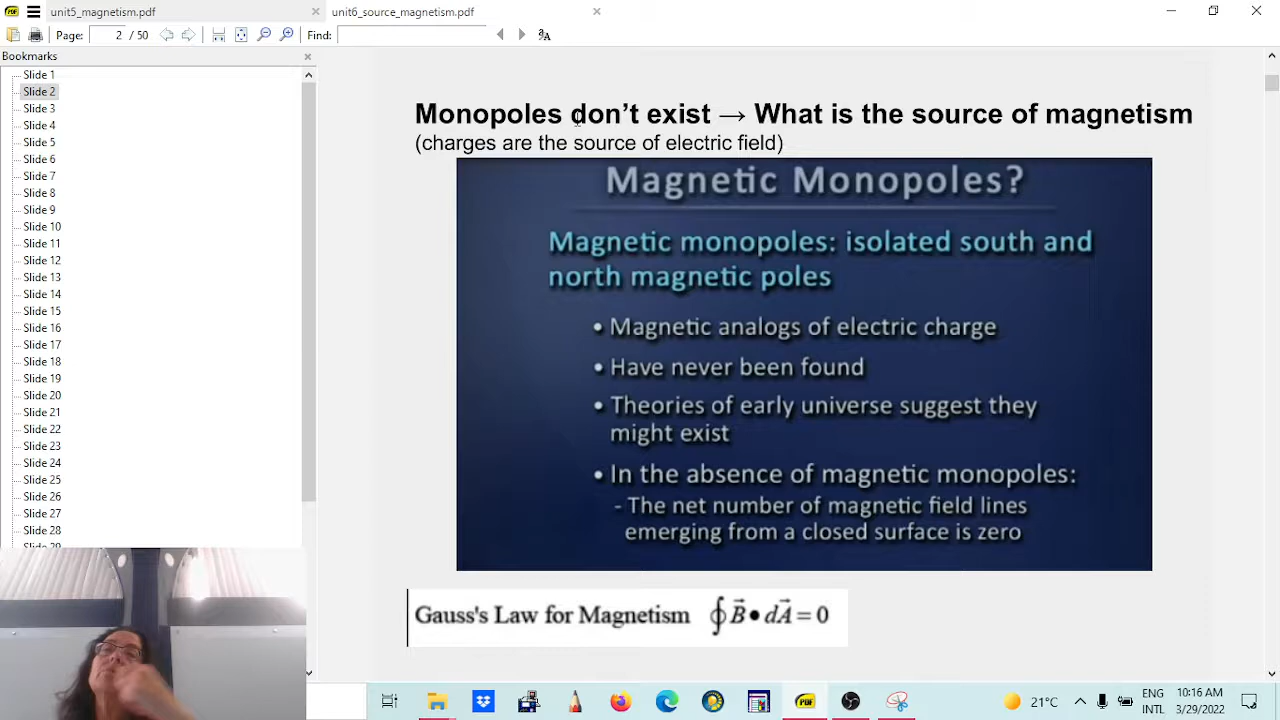 unit5_magnetism.pdf
unit6_source_magnetism.pdf
Page: 2 / 50 Find:
Bookmarks
Slide 1
Slide 2
Slide 3
Slide 4
Slide 5
Slide 6
Slide 7
Slide 8
Slide 9
Slide 10
Slide 11
Slide 12
Slide 13
Slide 14
Slide 15
Slide 16
Slide 17
Slide 18
Slide 19
Slide 20
Slide 21
Slide 22
Slide 23
Slide 24
Slide 25
Slide 26
Slide 27
Slide 28
Slide 29
Monopoles don’t exist → What is the source of magnetism
(charges are the source of electric field)
Magnetic Monopoles?
Magnetic monopoles: isolated south and
north magnetic poles
• Magnetic analogs of electric charge
• Have never been found
• Theories of early universe suggest they
might exist
• In the absence of magnetic monopoles:
- The net number of magnetic field lines
emerging from a closed surface is zero
Gauss's Law for Magnetism ∮B⃗ • dA⃗ = 0
21°C
ENG
INTL
10:16 AM
3/29/2022